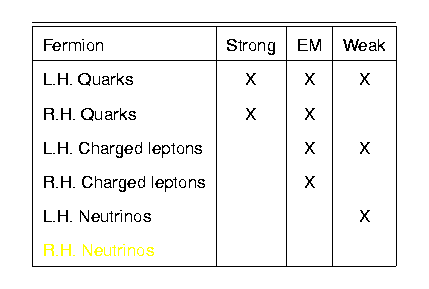 Fermion Strong EM Weak
L.H. Quarks X X X
R.H. Quarks X X
L.H. Charged leptons X X
R.H. Charged leptons X
L.H. Neutrinos X
R.H. Neutrinos